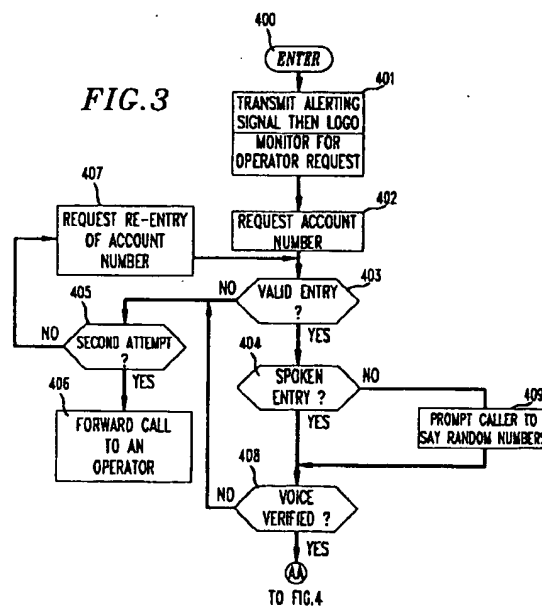 400
ENTER
FIG.3
401
TRANSMIT ALERTING
SIGNAL THEN LOGO
MONITOR FOR
OPERATOR REQUEST
407
REQUEST RE-ENTRY
OF ACCOUNT
NUMBER
402
REQUEST ACCOUNT
NUMBER
403
NO
VALID ENTRY
?
YES
405
NO
SECOND ATTEMPT
?
YES
404
SPOKEN
ENTRY ?
NO
YES
409
PROMPT CALLER TO
SAY RANDOM NUMBERS
406
FORWARD CALL
TO AN
OPERATOR
408
NO
VOICE
VERIFIED ?
YES
AA
TO FIG.4